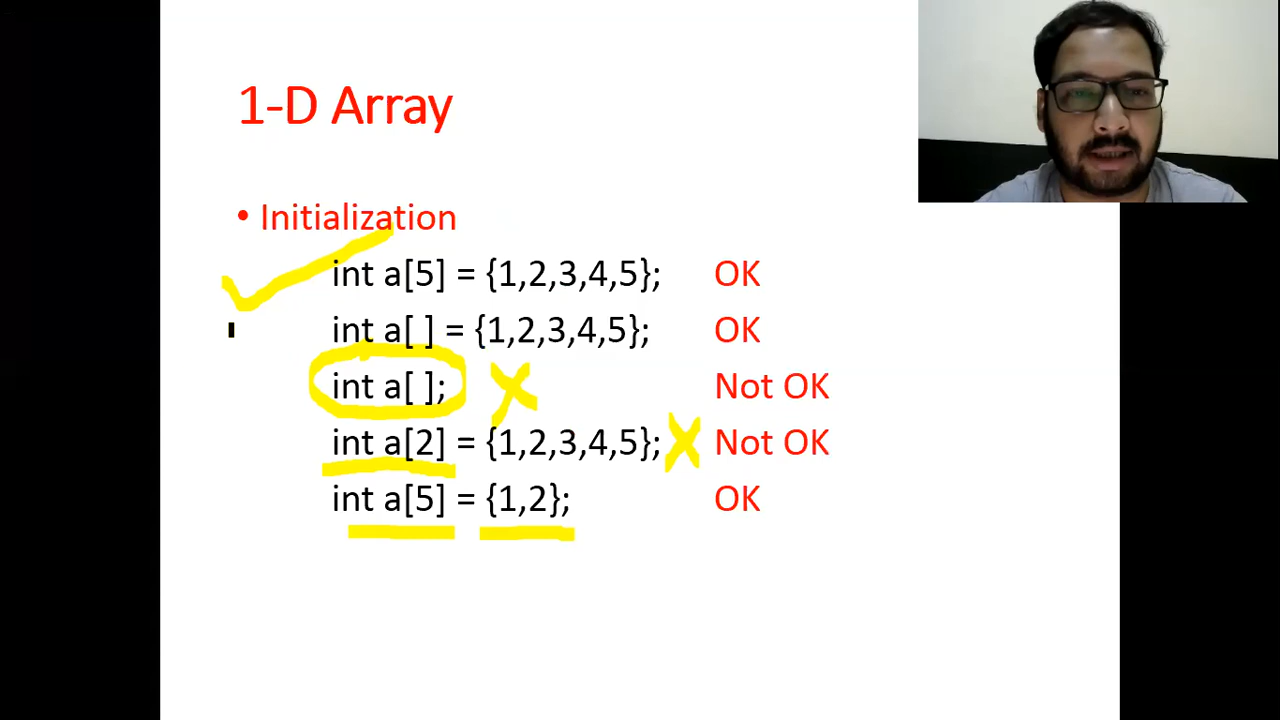 1-D Array
• Initialization
int a[5] = {1,2,3,4,5}; OK
int a[ ] = {1,2,3,4,5}; OK
int a[ ]; Not OK
int a[2] = {1,2,3,4,5}; Not OK
int a[5] = {1,2}; OK